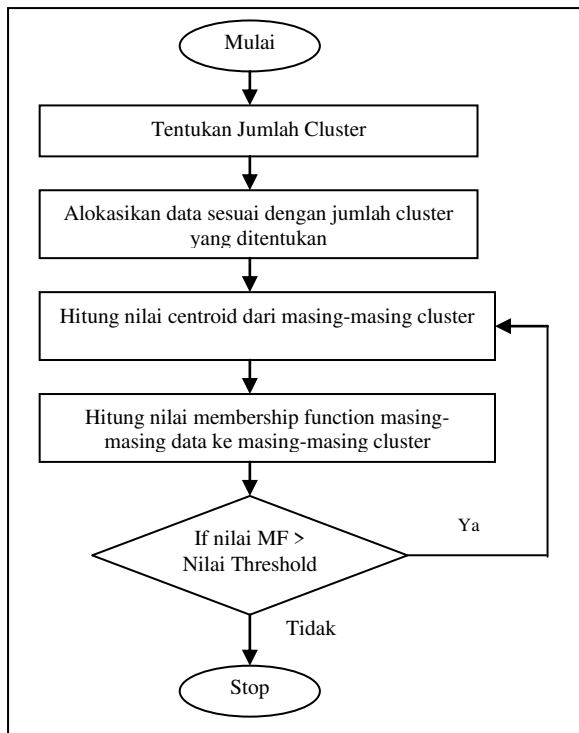 Mulai
Tentukan Jumlah Cluster
Alokasikan data sesuai dengan jumlah cluster
yang ditentukan
Hitung nilai centroid dari masing-masing cluster
Hitung nilai membership function masing-
masing data ke masing-masing cluster
If nilai MF >
Nilai Threshold
Ya
Tidak
Stop